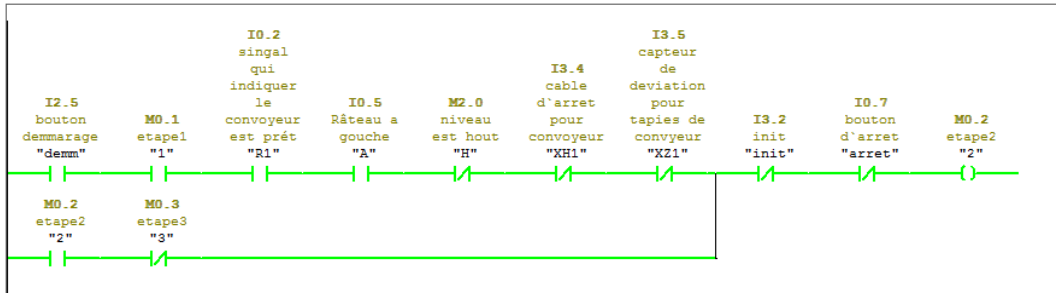 I2.5
bouton
demmarage
"demm"
M0.1
etape1
"1"
I0.2
singal
qui
indiquer
le
convoyeur
est prét
"R1"
I0.5
Râteau a
gouche
"A"
M2.0
niveau
est hout
"H"
I3.4
cable
d`arret
pour
convoyeur
"XH1"
I3.5
capteur
de
deviation
pour
tapies de
convyeur
"XZ1"
I3.2
init
"init"
I0.7
bouton
d`arret
"arret"
M0.2
etape2
"2"
M0.2
etape2
"2"
M0.3
etape3
"3"